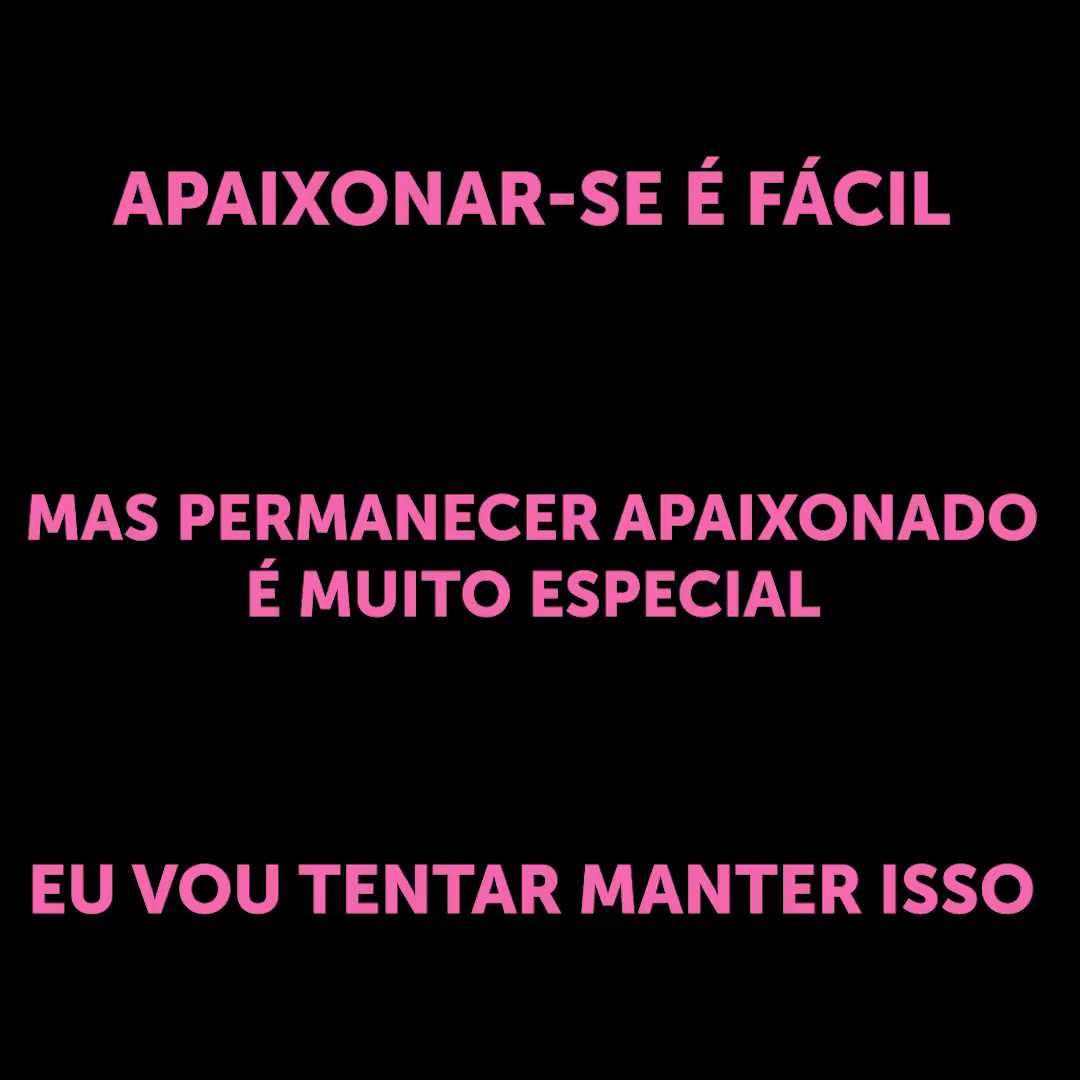 APAIXONAR-SE É FÁCIL
MAS PERMANECER APAIXONADO
É MUITO ESPECIAL
EU VOU TENTAR MANTER ISSO